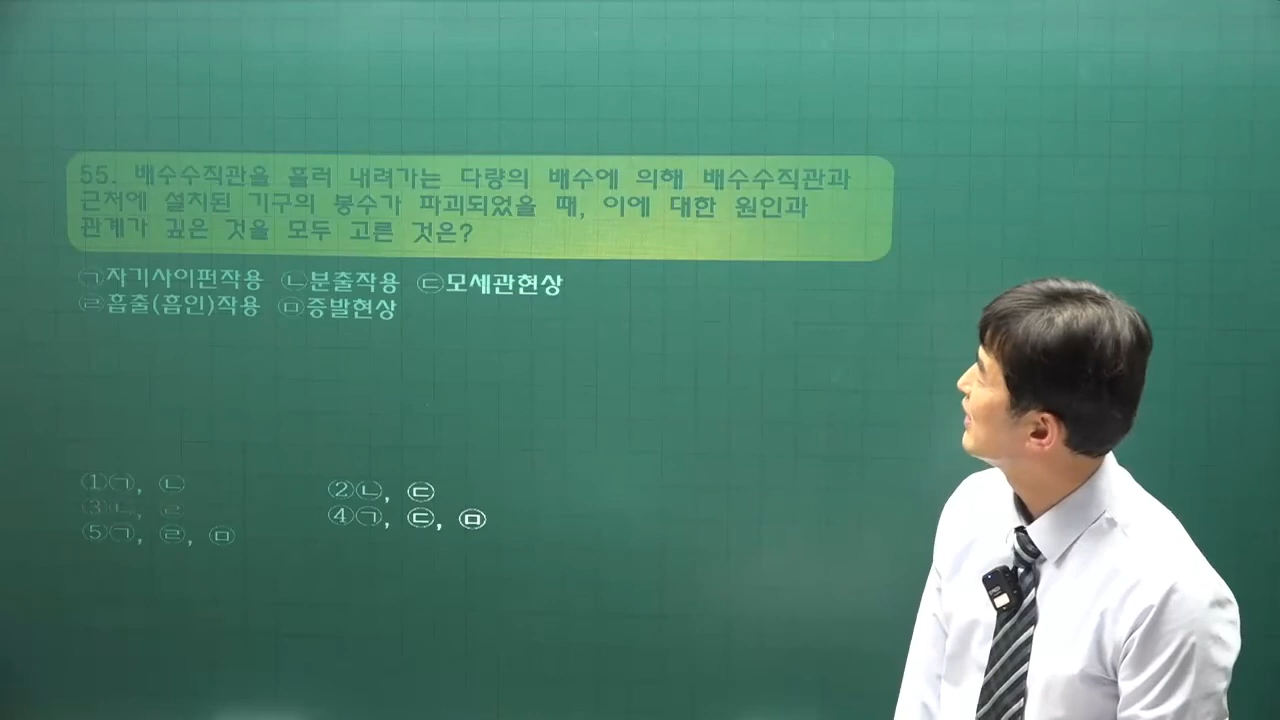 55. 배수수직관을 흘러 내려가는 다량의 배수에 의해 배수수직관과
근처에 설치된 기구의 봉수가 파괴되었을 때, 이에 대한 원인과
관계가 깊은 것을 모두 고른 것은?
㉠자기사이펀작용 ㉡분출작용 ㉢모세관현상
㉣흡출(흡인)작용 ㉤증발현상
①㉠, ㉡ ②㉡, ㉢
③㉡, ㉣ ④㉠, ㉢, ㉤
⑤㉠, ㉣, ㉤